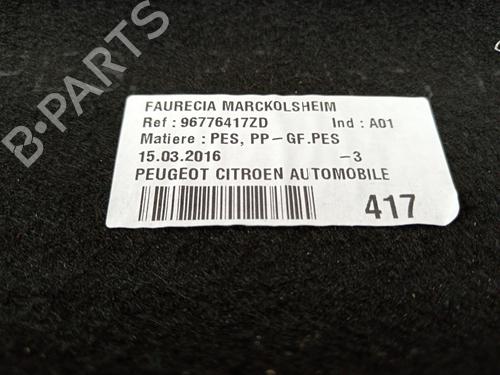 B-PARTS
FAURECIA MARCKOLSHEIM
Ref : 96776417ZD Ind : A01
Matiere : PES, PP-GF.PES
15.03.2016 -3
PEUGEOT CITROEN AUTOMOBILE
417